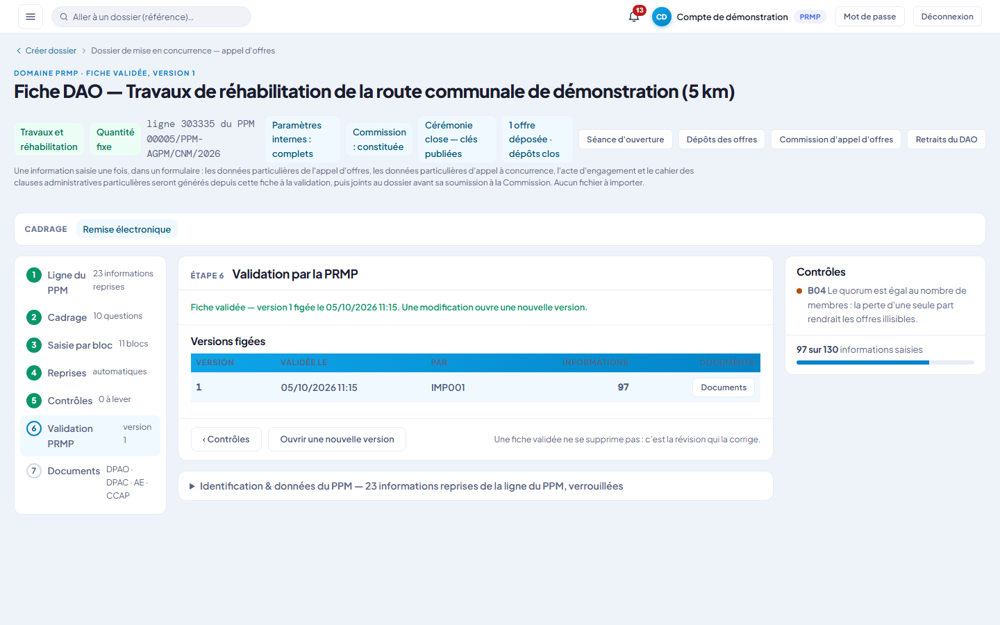 Aller à un dossier (référence)...
13
CD
Compte de démonstration
PRMP
Mot de passe
Déconnexion
Créer dossier
Dossier de mise en concurrence — appel d'offres
DOMAINE PRMP · FICHE VALIDÉE, VERSION 1
Fiche DAO — Travaux de réhabilitation de la route communale de démonstration (5 km)
Travaux et
réhabilitation
Quantité
fixe
ligne 303335 du PPM
00005/PPM-
AGPM/CNM/2026
Paramètres
internes :
complets
Commission
: constituée
Cérémonie
close — clés
publiées
1 offre
déposée ·
dépôts clos
Séance d'ouverture
Dépôts des offres
Commission d'appel d'offres
Retraits du DAO
Une information saisie une fois, dans un formulaire : les données particulières de l'appel d'offres, les données particulières d'appel à concurrence, l'acte d'engagement et le cahier des
clauses administratives particulières seront générés depuis cette fiche à la validation, puis joints au dossier avant sa soumission à la Commission. Aucun fichier à importer.
CADRAGE
Remise électronique
1
Ligne du
PPM
23 informations
reprises
2
Cadrage
10 questions
3
Saisie par bloc
11 blocs
4
Reprises
automatiques
5
Contrôles
0 à lever
6
Validation
PRMP
version
1
7
Documents
DPAO ·
DPAC · AE ·
CCAP
ÉTAPE 6
Validation par la PRMP
Fiche validée — version 1 figée le 05/10/2026 11:15. Une modification ouvre une nouvelle version.
Versions figées
VERSION VALIDÉE LE PAR INFORMATIONS DOCUMENTS
1 05/10/2026 11:15 IMP001 97 Documents
‹ Contrôles
Ouvrir une nouvelle version
Une fiche validée ne se supprime pas : c'est la révision qui la corrige.
Identification & données du PPM — 23 informations reprises de la ligne du PPM, verrouillées
Contrôles
B04 Le quorum est égal au nombre de
membres : la perte d'une seule part
rendrait les offres illisibles.
97 sur 130 informations saisies